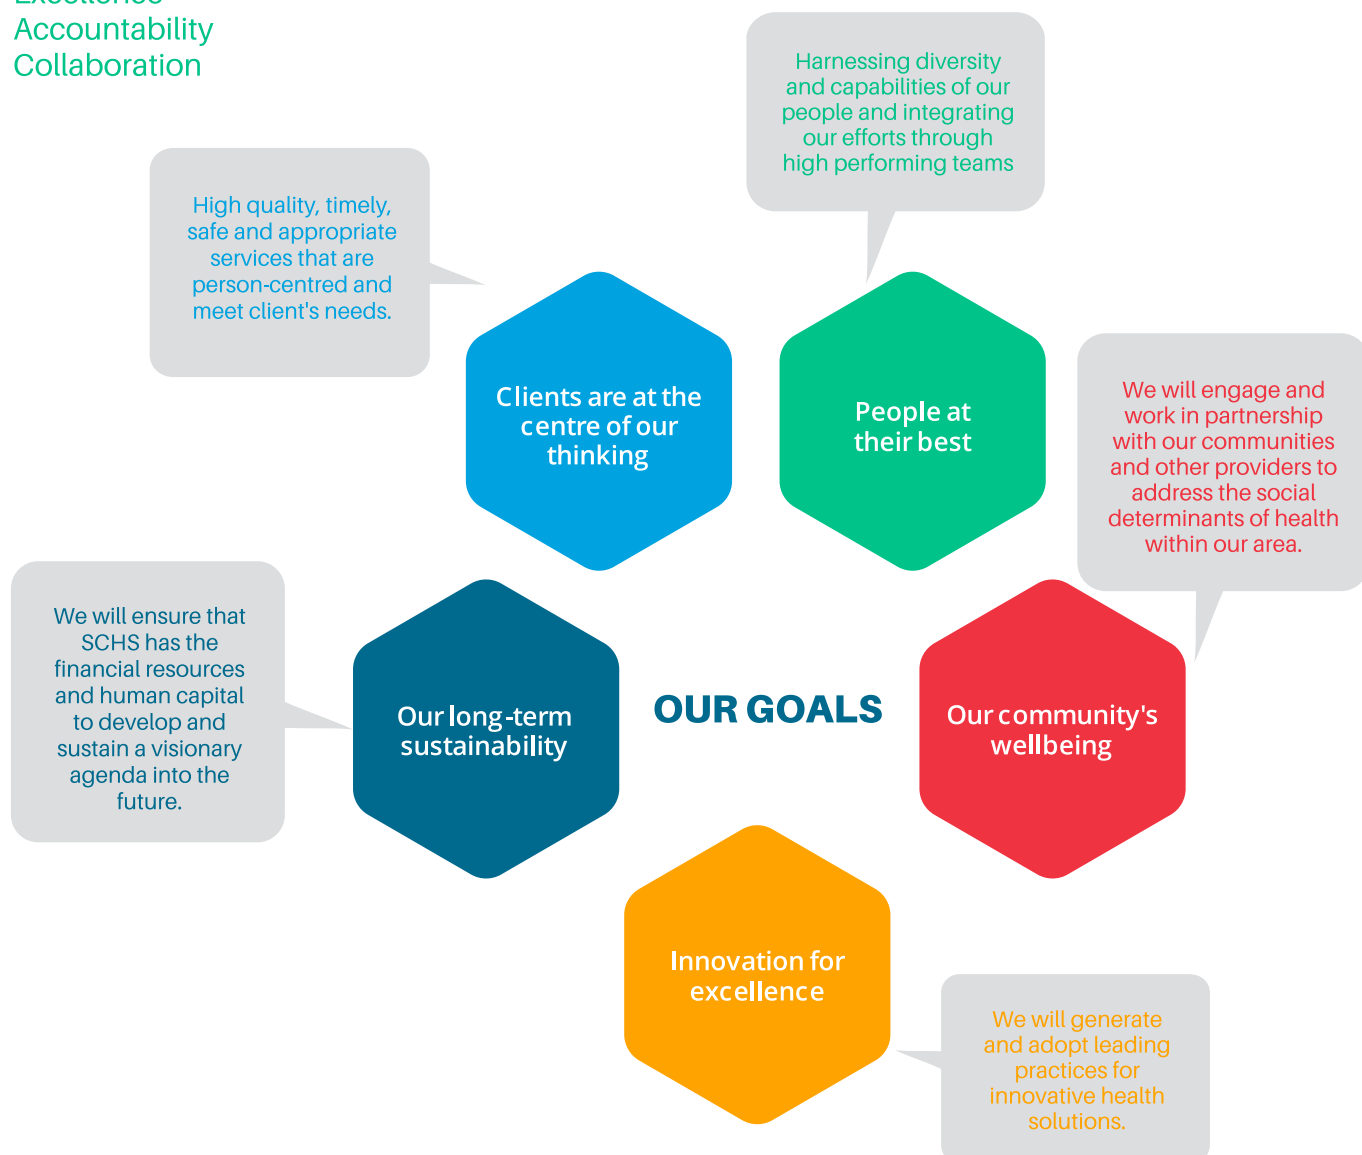 Excellence
Accountability
Collaboration
Harnessing diversity
and capabilities of our
people and integrating
our efforts through
high performing teams
High quality, timely,
safe and appropriate
services that are
person-centred and
meet client's needs.
Clients are at the
centre of our
thinking
People at
their best
We will engage and
work in partnership
with our communities
and other providers to
address the social
determinants of health
within our area.
We will ensure that
SCHS has the
financial resources
and human capital
to develop and
sustain a visionary
agenda into the
future.
Our long-term
sustainability
OUR GOALS
Our community's
wellbeing
Innovation for
excellence
We will generate
and adopt leading
practices for
innovative health
solutions.